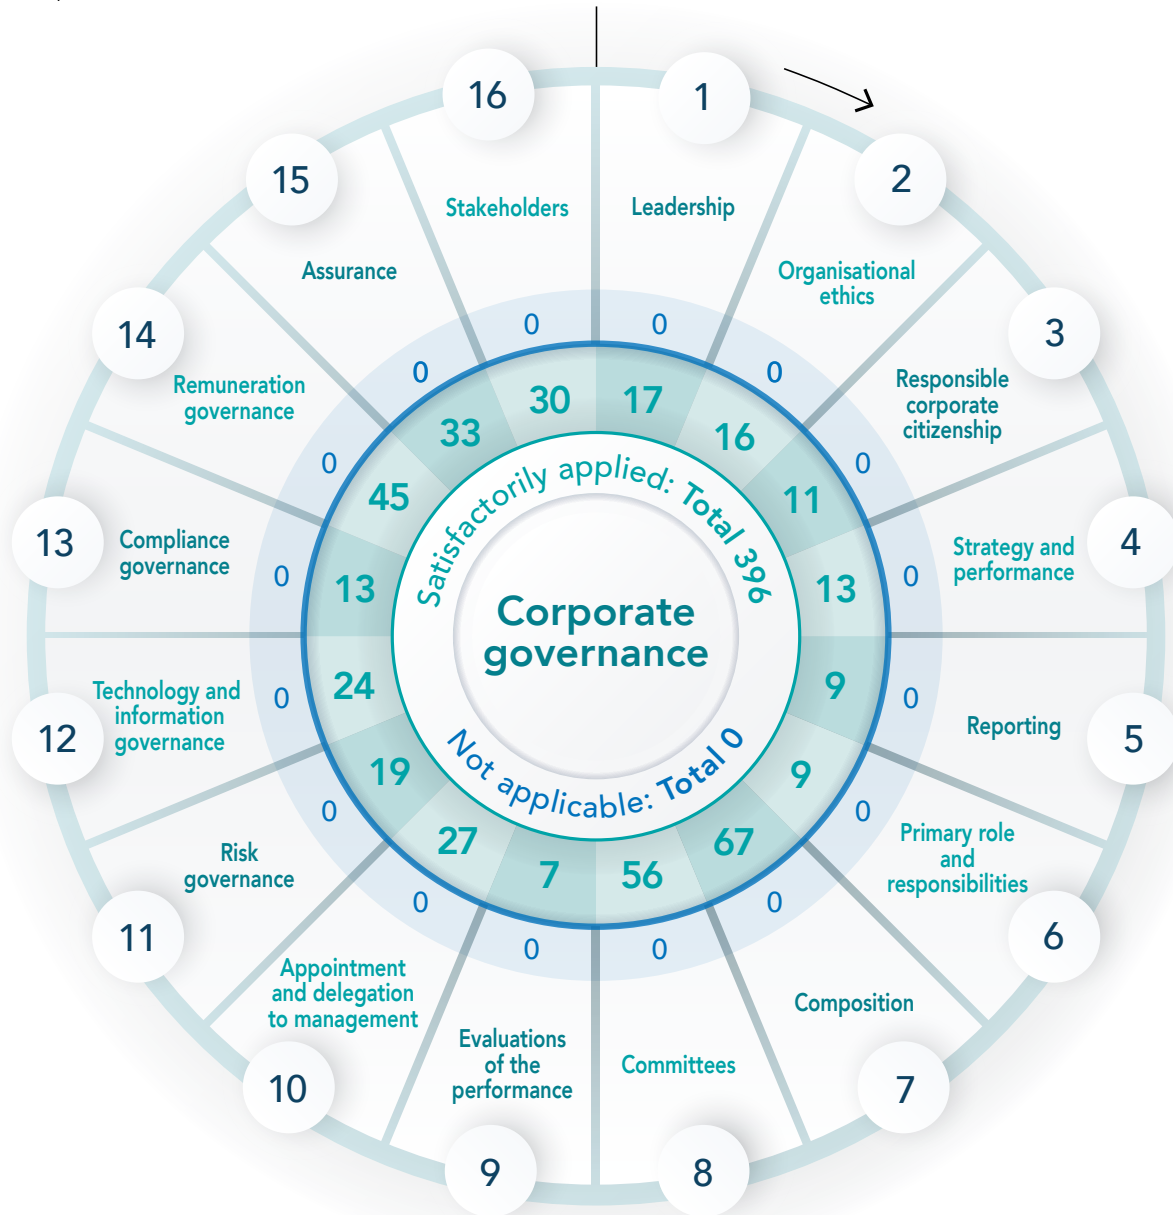 1
Leadership
0
17
2
Organisational
ethics
0
16
3
Responsible
corporate
citizenship
0
11
4
Strategy and
performance
0
13
5
Reporting
0
9
6
Primary role
and
responsibilities
0
9
7
Composition
0
67
8
Committees
0
56
9
Evaluations
of the
performance
0
7
10
Appointment
and delegation
to management
0
27
11
Risk
governance
0
19
12
Technology and
information
governance
0
24
13
Compliance
governance
0
13
14
Remuneration
governance
0
45
15
Assurance
0
33
16
Stakeholders
0
30
Satisfactorily applied: Total 396
Corporate
governance
Not applicable: Total 0